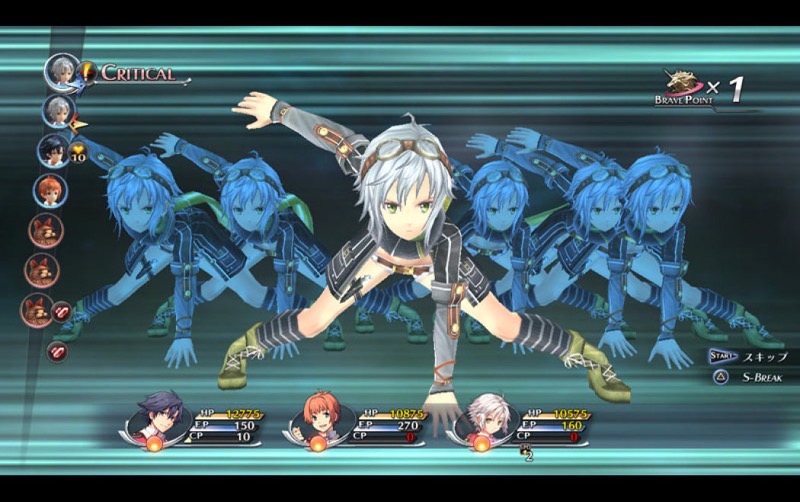 CRITICAL
BRAVE POINT × 1
10
START スキップ
S-BREAK
HP 12775
EP 150
CP 10
HP 10875
EP 270
CP 0
HP 10575
EP 160
CP 0
2